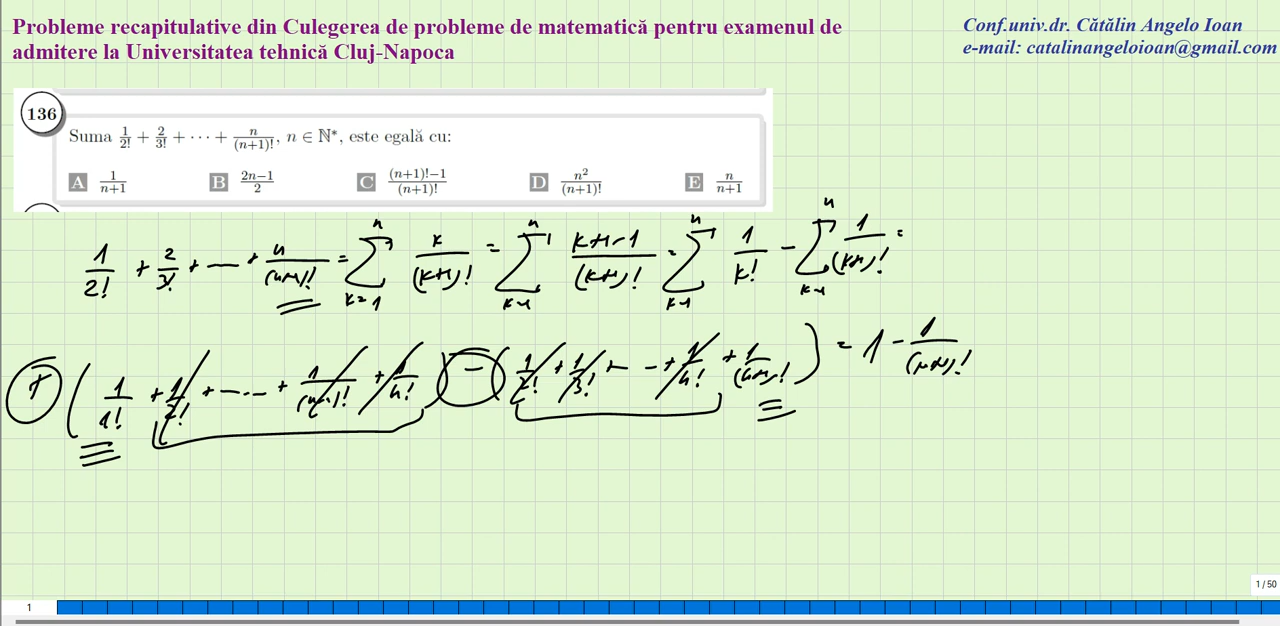 Probleme recapitulative din Culegerea de probleme de matematică pentru examenul de
admitere la Universitatea tehnică Cluj-Napoca
Conf.univ.dr. Cătălin Angelo Ioan
e-mail: catalinangeloioan@gmail.com
136
Suma 1/2! + 2/3! + ··· + n/(n+1)!, n ∈ ℕ*, este egală cu:
A 1/(n+1) B (2n−1)/2 C ((n+1)!−1)/(n+1)! D n²/(n+1)! E n/(n+1)
1/2! + 2/3! + --- + n/(n+1)! = ∑_{k=1}^{n} k/(k+1)! = ∑_{k=1}^{n} (k+1-1)/(k+1)! = ∑_{k=1}^{n} 1/k! - ∑_{k=1}^{n} 1/(k+1)! =
+ (1/1! + 1/2! + --.-- + 1/(n-1)! + 1/n!) - (1/2! + 1/3! + - - + 1/n! + 1/(n+1)!) = 1 - 1/(n+1)!
1/50
1